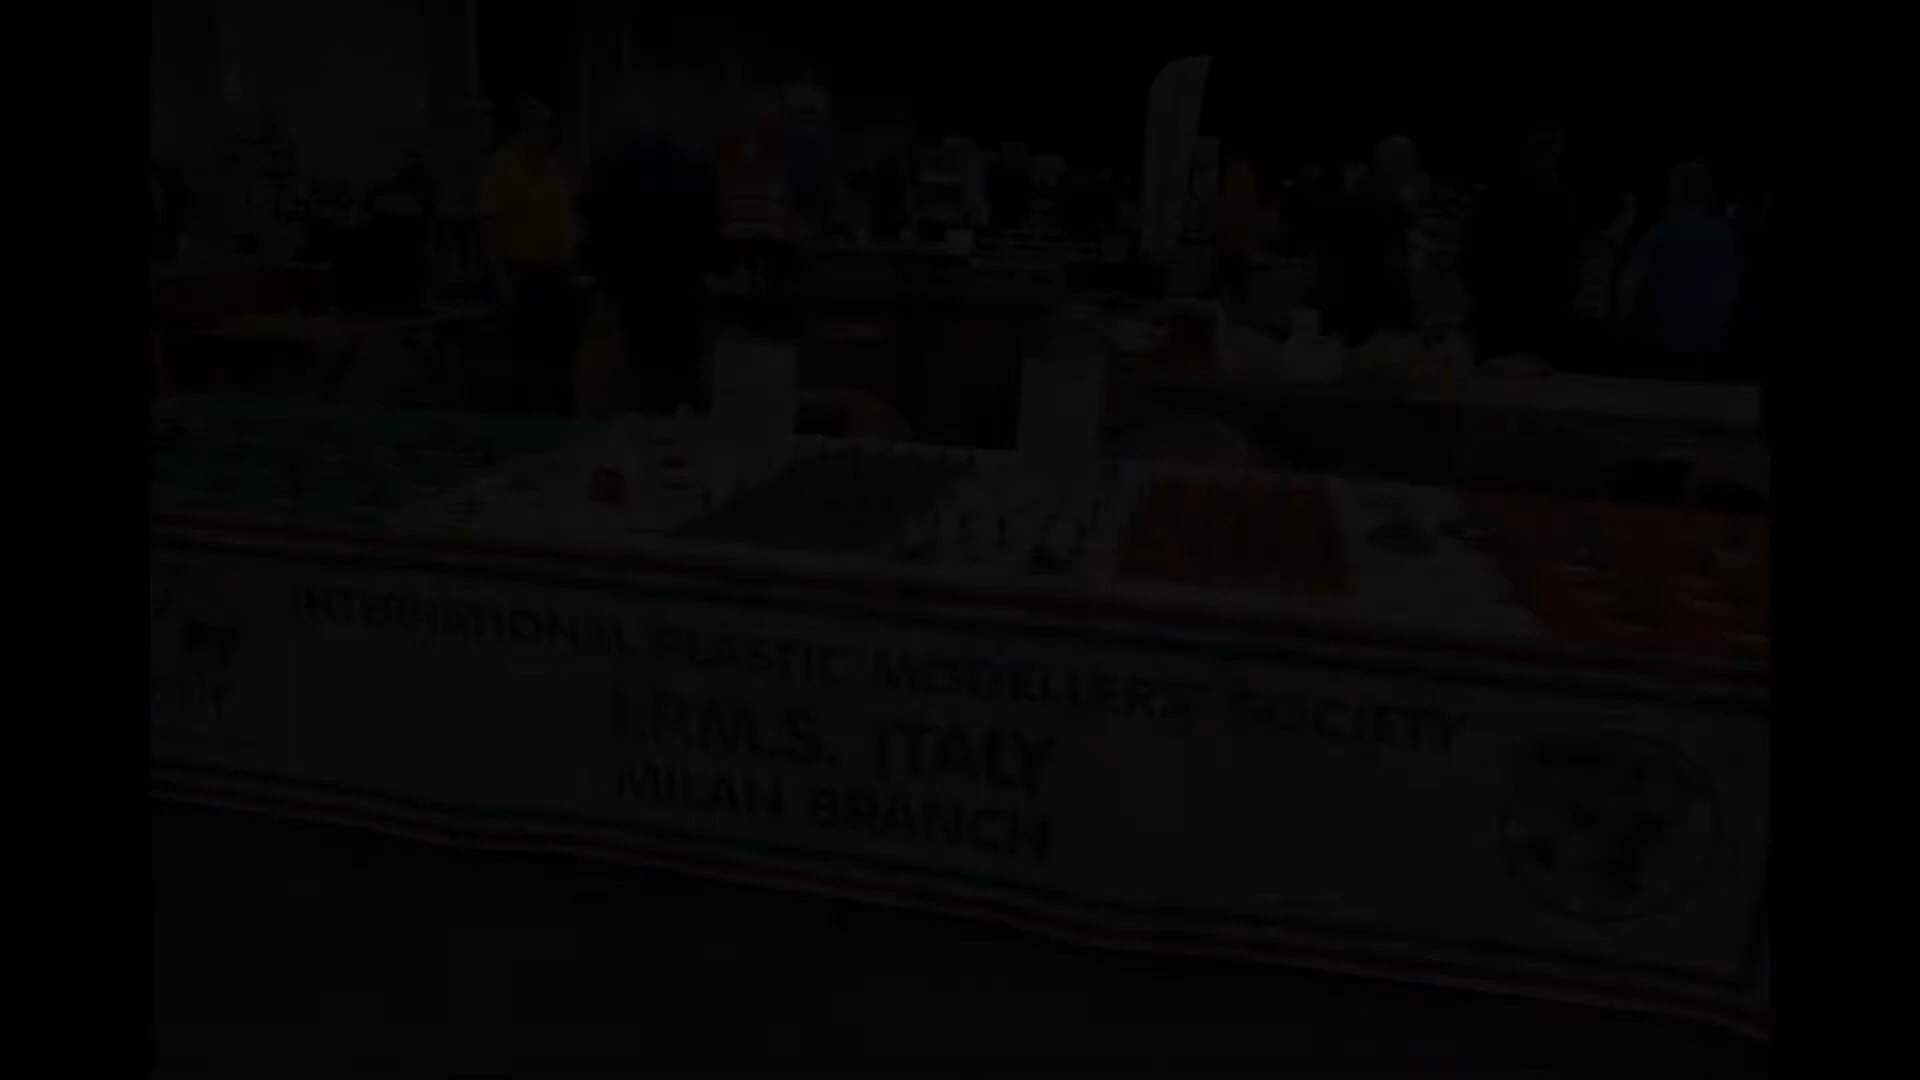 INTERNATIONAL PLASTIC MODELLERS' SOCIETY
I.P.M.S. ITALY
MILAN BRANCH